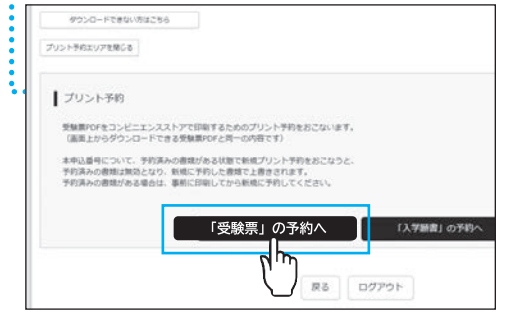 ダウンロードできない方はこちら
プリント予約エリアを閉じる
プリント予約
受験票PDFをコンビニエンスストアで印刷するためのプリント予約をおこないます。
（画面上からダウンロードできる受験票PDFと同一の内容です）
本申込番号について、予約済みの書類がある状態で新規プリント予約をおこなうと、
予約済みの書類は無効となり、新規に予約した書類で上書きされます。
予約済みの書類がある場合は、事前に印刷してから新規に予約してください。
「受験票」の予約へ
「入学願書」の予約へ
戻る
ログアウト